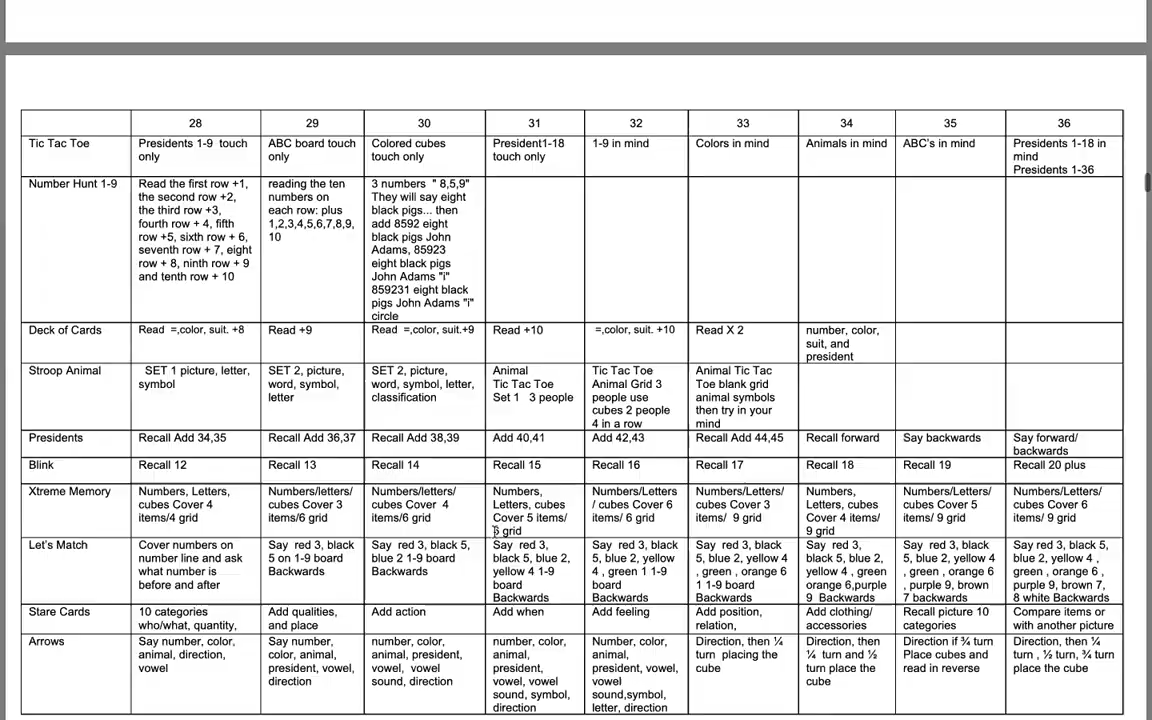 28 29 30 31 32 33 34 35 36
Tic Tac Toe
Presidents 1-9 touch
only
ABC board touch
only
Colored cubes
touch only
President1-18
touch only
1-9 in mind
Colors in mind
Animals in mind
ABC's in mind
Presidents 1-18 in
mind
Presidents 1-36
Number Hunt 1-9
Read the first row +1,
the second row +2,
the third row +3,
fourth row + 4, fifth
row +5, sixth row + 6,
seventh row + 7, eight
row + 8, ninth row + 9
and tenth row + 10
reading the ten
numbers on
each row: plus
1,2,3,4,5,6,7,8,9,
10
3 numbers " 8,5,9"
They will say eight
black pigs... then
add 8592 eight
black pigs John
Adams, 85923
eight black pigs
John Adams "i"
859231 eight black
pigs John Adams "i"
circle
Deck of Cards
Read =,color, suit. +8
Read +9
Read =,color, suit.+9
Read +10
=,color, suit. +10
Read X 2
number, color,
suit, and
president
Stroop Animal
SET 1 picture, letter,
symbol
SET 2, picture,
word, symbol,
letter
SET 2, picture,
word, symbol, letter,
classification
Animal
Tic Tac Toe
Set 1 3 people
Tic Tac Toe
Animal Grid 3
people use
cubes 2 people
4 in a row
Animal Tic Tac
Toe blank grid
animal symbols
then try in your
mind
Presidents
Recall Add 34,35
Recall Add 36,37
Recall Add 38,39
Add 40,41
Add 42,43
Recall Add 44,45
Recall forward
Say backwards
Say forward/
backwards
Blink
Recall 12
Recall 13
Recall 14
Recall 15
Recall 16
Recall 17
Recall 18
Recall 19
Recall 20 plus
Xtreme Memory
Numbers, Letters,
cubes Cover 4
items/4 grid
Numbers/letters/
cubes Cover 3
items/6 grid
Numbers/letters/
cubes Cover 4
items/6 grid
Numbers,
Letters, cubes
Cover 5 items/
6 grid
Numbers/Letters
/ cubes Cover 6
items/ 6 grid
Numbers/Letters/
cubes Cover 3
items/ 9 grid
Numbers,
Letters, cubes
Cover 4 items/
9 grid
Numbers/Letters/
cubes Cover 5
items/ 9 grid
Numbers/Letters/
cubes Cover 6
items/ 9 grid
Let's Match
Cover numbers on
number line and ask
what number is
before and after
Say red 3, black
5 on 1-9 board
Backwards
Say red 3, black 5,
blue 2 1-9 board
Backwards
Say red 3,
black 5, blue 2,
yellow 4 1-9
board
Backwards
Say red 3, black
5, blue 2, yellow
4 , green 1 1-9
board
Backwards
Say red 3, black
5, blue 2, yellow 4
, green , orange 6
1 1-9 board
Backwards
Say red 3,
black 5, blue 2,
yellow 4 , green
orange 6,purple
9 Backwards
Say red 3, black
5, blue 2, yellow 4
, green , orange 6
, purple 9, brown
7 backwards
Say red 3, black 5,
blue 2, yellow 4 ,
green , orange 6 ,
purple 9, brown 7,
8 white Backwards
Stare Cards
10 categories
who/what, quantity,
Add qualities,
and place
Add action
Add when
Add feeling
Add position,
relation,
Add clothing/
accessories
Recall picture 10
categories
Compare items or
with another picture
Arrows
Say number, color,
animal, direction,
vowel
Say number,
color, animal,
president, vowel,
direction
number, color,
animal, president,
vowel, vowel
sound, direction
number, color,
animal,
president,
vowel, vowel
sound, symbol,
direction
Number, color,
animal,
president, vowel,
vowel
sound,symbol,
letter, direction
Direction, then ¼
turn placing the
cube
Direction, then
¼ turn and ½
turn place the
cube
Direction if ¾ turn
Place cubes and
read in reverse
Direction, then ¼
turn , ½ turn, ¾ turn
place the cube